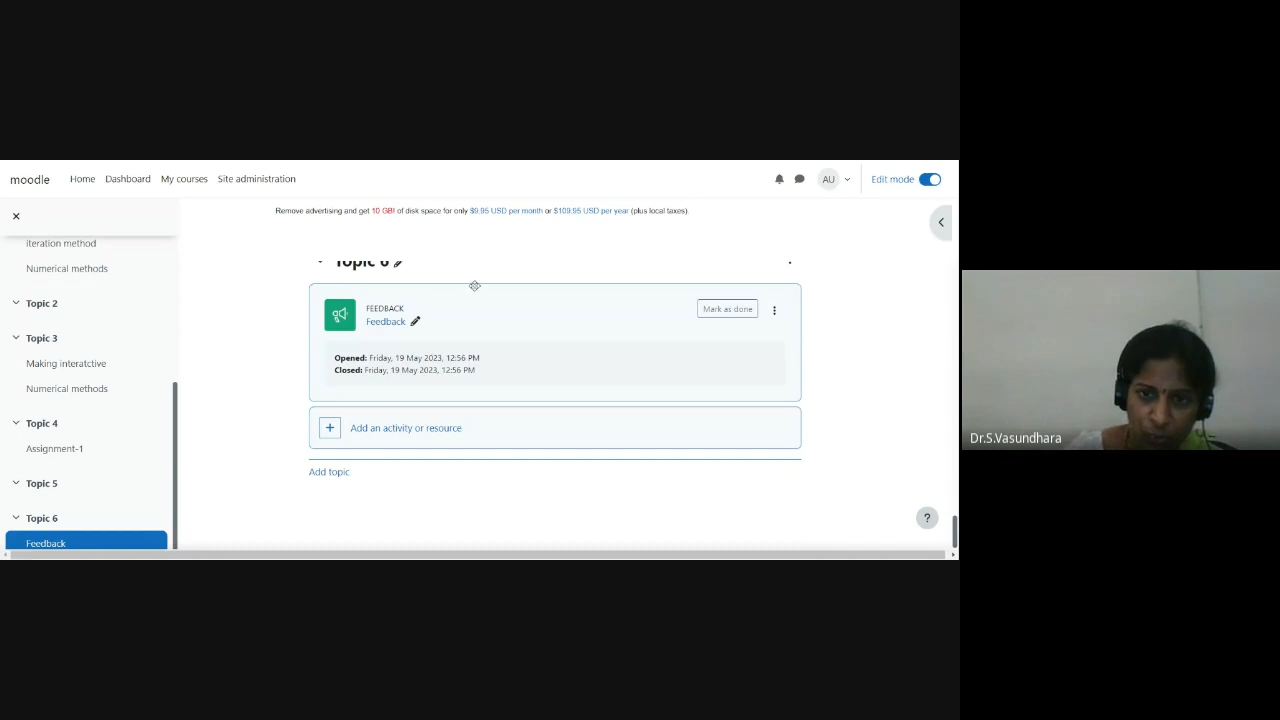 moodle Home Dashboard My courses Site administration AU Edit mode
Remove advertising and get 10 GB! of disk space for only $9.95 USD per month or $109.95 USD per year (plus local taxes).
iteration method
Numerical methods
Topic 2
Topic 3
Making interatctive
Numerical methods
Topic 4
Assignment-1
Topic 5
Topic 6
Feedback
Topic 6
FEEDBACK
Feedback
Mark as done
Opened: Friday, 19 May 2023, 12:56 PM
Closed: Friday, 19 May 2023, 12:56 PM
Add an activity or resource
Add topic
?
Dr.S.Vasundhara